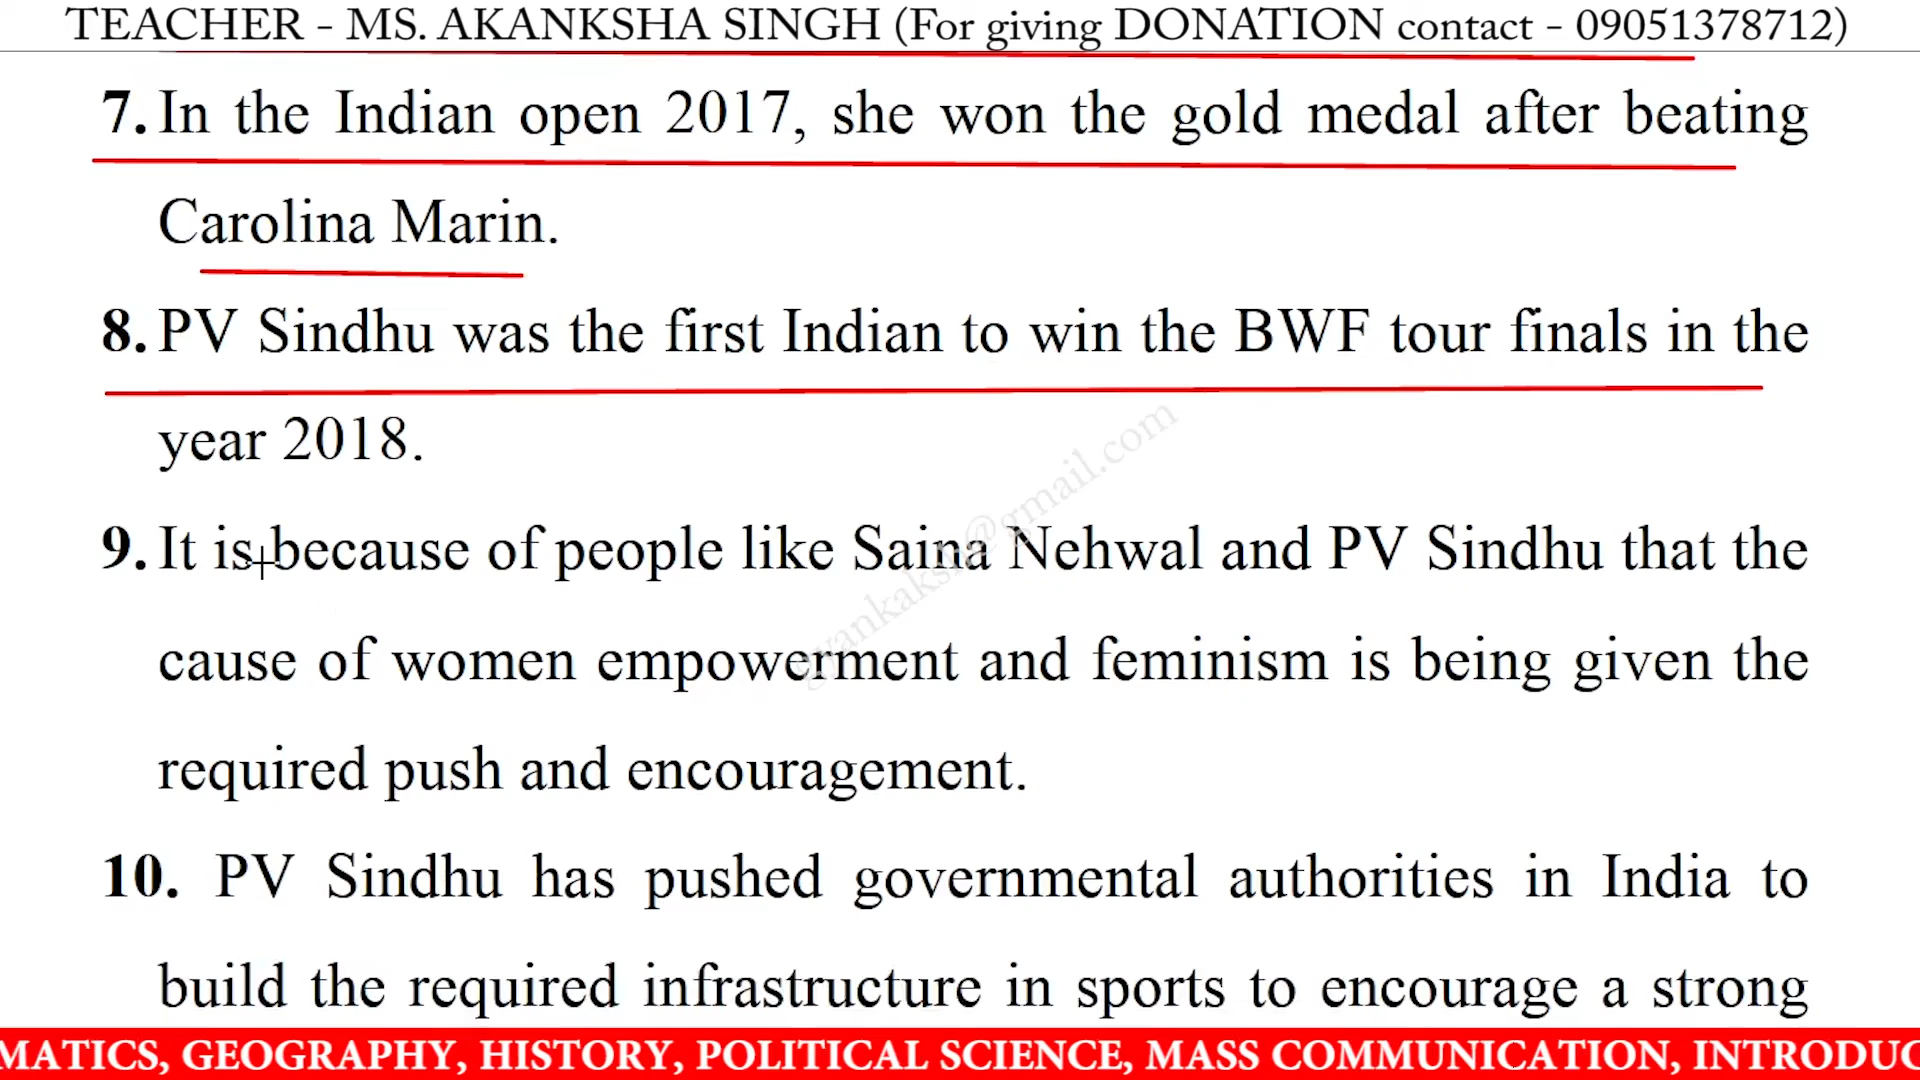 TEACHER - MS. AKANKSHA SINGH (For giving DONATION contact - 09051378712)
7. In the Indian open 2017, she won the gold medal after beating
Carolina Marin.
8. PV Sindhu was the first Indian to win the BWF tour finals in the
year 2018.
9. It is because of people like Saina Nehwal and PV Sindhu that the
cause of women empowerment and feminism is being given the
required push and encouragement.
10. PV Sindhu has pushed governmental authorities in India to
build the required infrastructure in sports to encourage a strong
MATICS, GEOGRAPHY, HISTORY, POLITICAL SCIENCE, MASS COMMUNICATION, INTRODUC